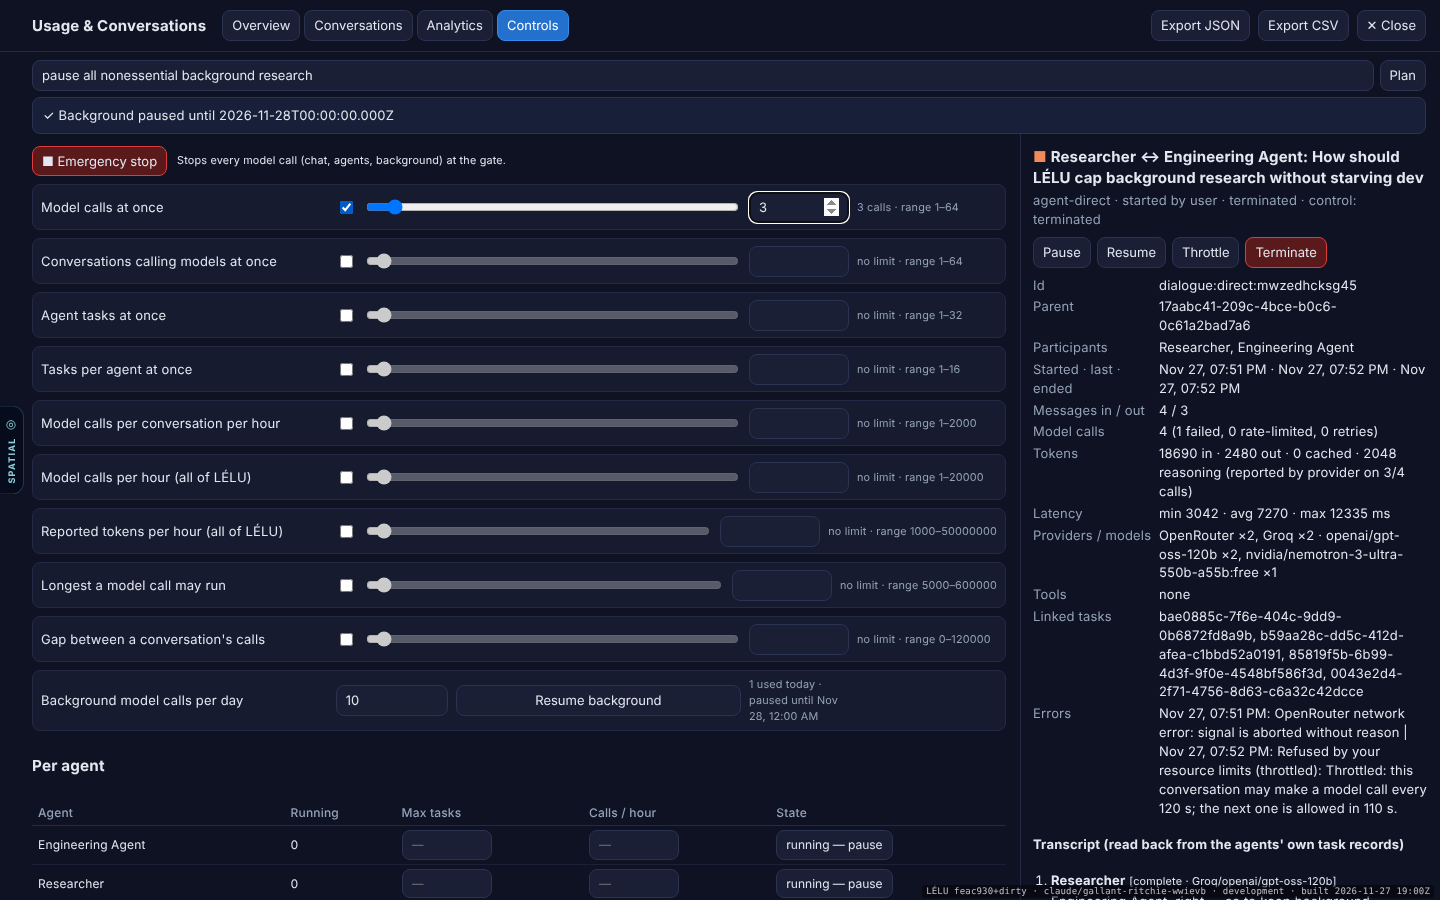 Usage & Conversations
Overview
Conversations
Analytics
Controls
Export JSON
Export CSV
✕ Close
pause all nonessential background research
Plan
✓ Background paused until 2026-11-28T00:00:00.000Z
■ Emergency stop
Stops every model call (chat, agents, background) at the gate.
Model calls at once
3
3 calls · range 1–64
Conversations calling models at once
no limit · range 1–64
Agent tasks at once
no limit · range 1–32
Tasks per agent at once
no limit · range 1–16
Model calls per conversation per hour
no limit · range 1–2000
Model calls per hour (all of LÉLU)
no limit · range 1–20000
Reported tokens per hour (all of LÉLU)
no limit · range 1000–50000000
Longest a model call may run
no limit · range 5000–600000
Gap between a conversation's calls
no limit · range 0–120000
Background model calls per day
10
Resume background
1 used today ·
paused until Nov
28, 12:00 AM
Per agent
Agent
Running
Max tasks
Calls / hour
State
Engineering Agent
0
—
—
running — pause
Researcher
0
—
—
running — pause
SPATIAL ◎
■ Researcher ↔ Engineering Agent: How should
LÉLU cap background research without starving dev
agent-direct · started by user · terminated · control:
terminated
Pause
Resume
Throttle
Terminate
Id
dialogue:direct:mwzedhcksg45
Parent
17aabc41-209c-4bce-b0c6-
0c61a2bad7a6
Participants
Researcher, Engineering Agent
Started · last ·
ended
Nov 27, 07:51 PM · Nov 27, 07:52 PM · Nov
27, 07:52 PM
Messages in / out
4 / 3
Model calls
4 (1 failed, 0 rate-limited, 0 retries)
Tokens
18690 in · 2480 out · 0 cached · 2048
reasoning (reported by provider on 3/4
calls)
Latency
min 3042 · avg 7270 · max 12335 ms
Providers / models
OpenRouter ×2, Groq ×2 · openai/gpt-
oss-120b ×2, nvidia/nemotron-3-ultra-
550b-a55b:free ×1
Tools
none
Linked tasks
bae0885c-7f6e-404c-9dd9-
0b6872fd8a9b, b59aa28c-dd5c-412d-
afea-c1bbd52a0191, 85819f5b-6b99-
4d3f-9f0e-4548bf586f3d, 0043e2d4-
2f71-4756-8d63-c6a32c42dcce
Errors
Nov 27, 07:51 PM: OpenRouter network
error: signal is aborted without reason |
Nov 27, 07:52 PM: Refused by your
resource limits (throttled): Throttled: this
conversation may make a model call every
120 s; the next one is allowed in 110 s.
Transcript (read back from the agents' own task records)
1. Researcher [complete · Groq/openai/gpt-oss-120b]
LÉLU feac930+dirty · claude/gallant-ritchie-wwievb · development · built 2026-11-27 19:00Z